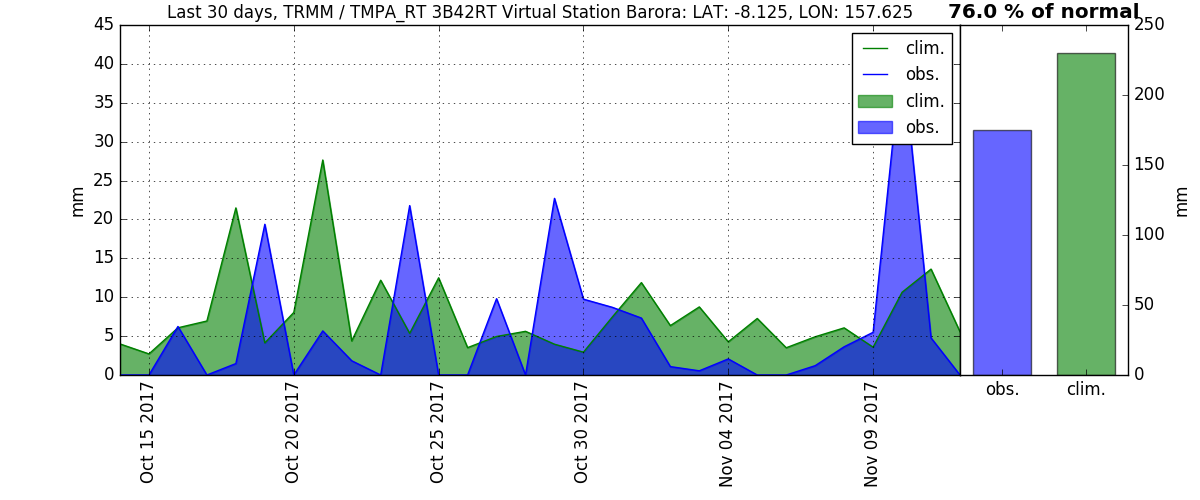 Last 30 days, TRMM / TMPA_RT 3B42RT Virtual Station Barora: LAT: -8.125, LON: 157.625
76.0 % of normal
45
40
35
30
25
20
15
10
5
0
mm
clim.
obs.
clim.
obs.
Oct 15 2017
Oct 20 2017
Oct 25 2017
Oct 30 2017
Nov 04 2017
Nov 09 2017
250
200
150
100
50
0
mm
obs.
clim.